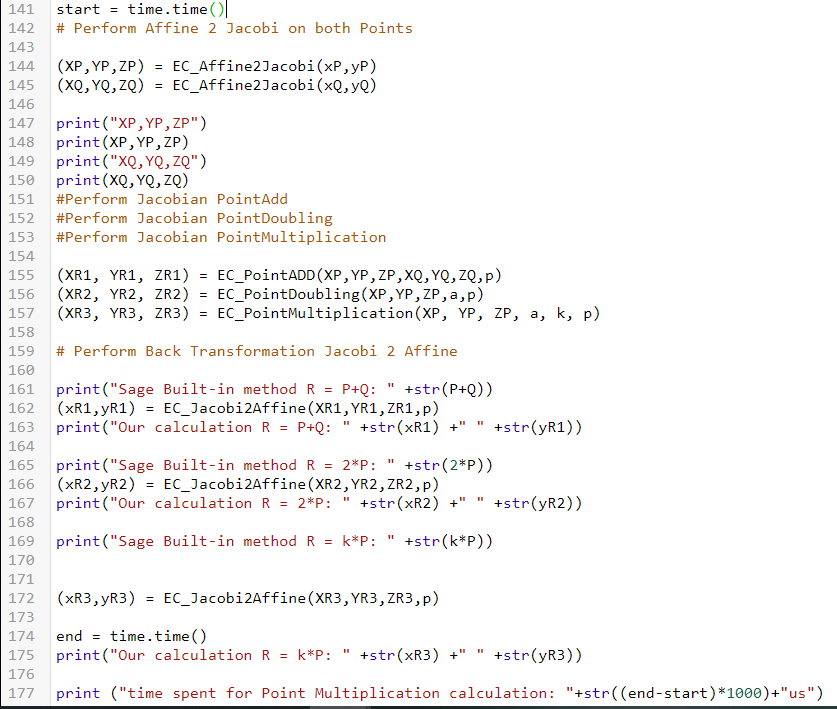 141 start = time.time()
142 # Perform Affine 2 Jacobi on both Points
143
144 (XP,YP,ZP) = EC_Affine2Jacobi(xP,yP)
145 (XQ,YQ,ZQ) = EC_Affine2Jacobi(xQ,yQ)
146
147 print("XP,YP,ZP")
148 print(XP,YP,ZP)
149 print("XQ,YQ,ZQ")
150 print(XQ,YQ,ZQ)
151 #Perform Jacobian PointAdd
152 #Perform Jacobian PointDoubling
153 #Perform Jacobian PointMultiplication
154
155 (XR1, YR1, ZR1) = EC_PointADD(XP,YP,ZP,XQ,YQ,ZQ,p)
156 (XR2, YR2, ZR2) = EC_PointDoubling(XP,YP,ZP,a,p)
157 (XR3, YR3, ZR3) = EC_PointMultiplication(XP, YP, ZP, a, k, p)
158
159 # Perform Back Transformation Jacobi 2 Affine
160
161 print("Sage Built-in method R = P+Q: " +str(P+Q))
162 (xR1,yR1) = EC_Jacobi2Affine(XR1,YR1,ZR1,p)
163 print("Our calculation R = P+Q: " +str(xR1) +" " +str(yR1))
164
165 print("Sage Built-in method R = 2*P: " +str(2*P))
166 (xR2,yR2) = EC_Jacobi2Affine(XR2,YR2,ZR2,p)
167 print("Our calculation R = 2*P: " +str(xR2) +" " +str(yR2))
168
169 print("Sage Built-in method R = k*P: " +str(k*P))
170
171
172 (xR3,yR3) = EC_Jacobi2Affine(XR3,YR3,ZR3,p)
173
174 end = time.time()
175 print("Our calculation R = k*P: " +str(xR3) +" " +str(yR3))
176
177 print ("time spent for Point Multiplication calculation: "+str((end-start)*1000)+"us")